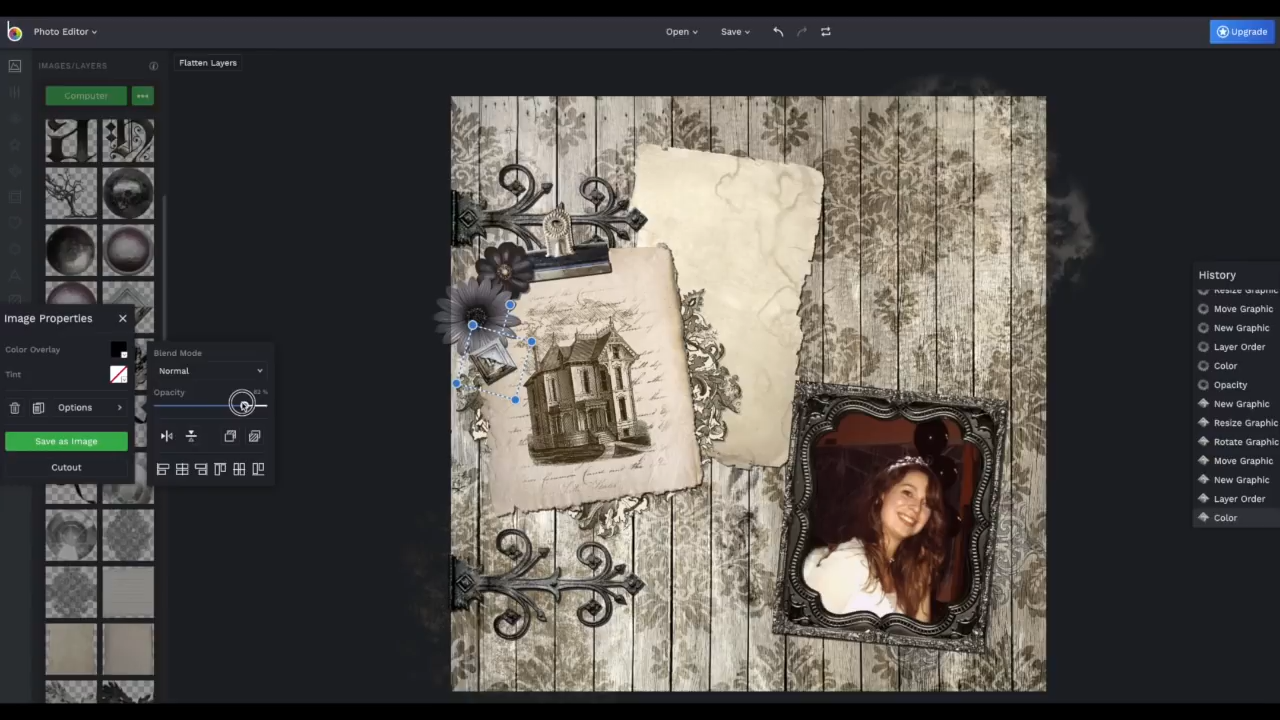 Photo Editor
Open
Save
Upgrade
IMAGES/LAYERS
Flatten Layers
Computer
History
Resize Graphic
Move Graphic
New Graphic
Layer Order
Color
Opacity
New Graphic
Resize Graphic
Rotate Graphic
Move Graphic
New Graphic
Layer Order
Color
Image Properties
Color Overlay
Tint
Options
Save as Image
Cutout
Blend Mode
Normal
Opacity